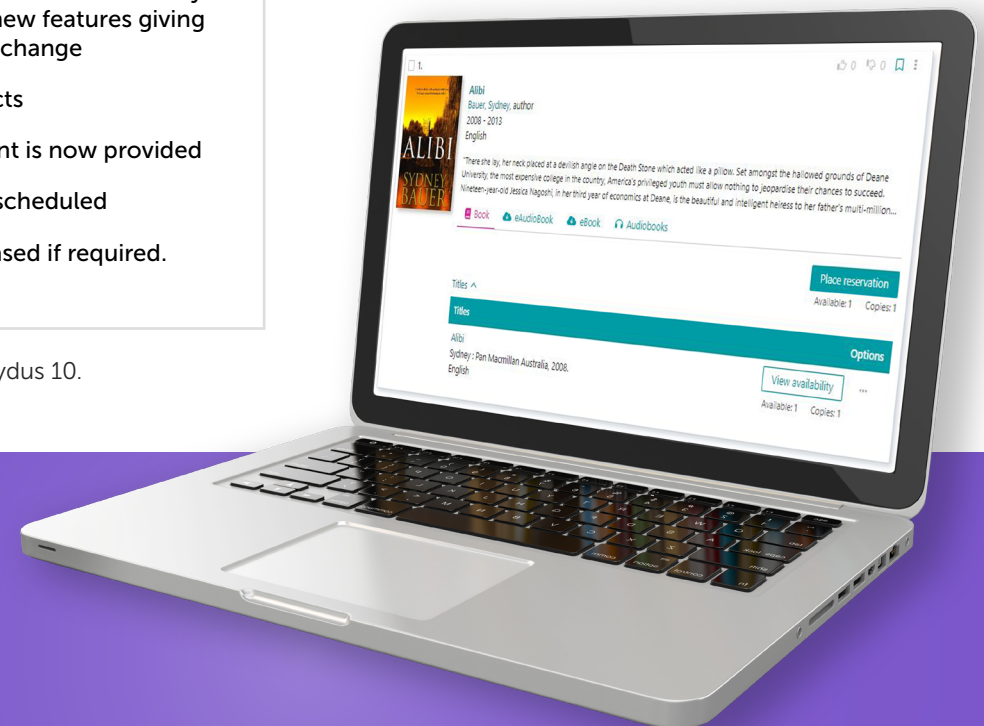 new features giving
change
cts
nt is now provided
scheduled
sed if required.
ydus 10.
1.
0 0
ALIBI
SYDNEY
BAUER
Alibi
Bauer, Sydney, author
2008 - 2013
English
"There she lay, her neck placed at a devilish angle on the Death Stone which acted like a pillow. Set amongst the hallowed grounds of Deane
University, the most expensive college in the country, America's privileged youth must allow nothing to jeopardise their chances to succeed.
Nineteen-year-old Jessica Nagoshi, in her third year of economics at Deane, is the beautiful and intelligent heiress to her father's multi-million...
Book eAudioBook eBook Audiobooks
Place reservation
Available: 1 Copies: 1
Titles
Titles Options
Alibi
Sydney : Pan Macmillan Australia, 2008.
English
View availability ...
Available: 1 Copies: 1